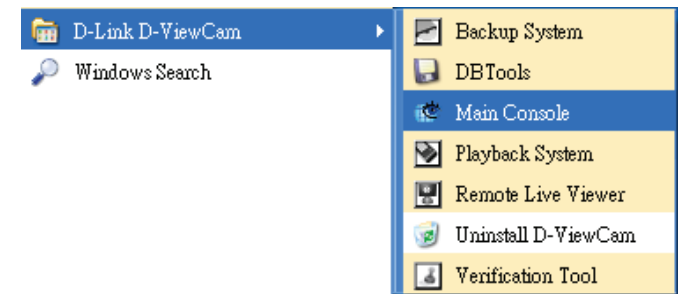 D-Link D-ViewCam
Windows Search
Backup System
DBTools
Main Console
Playback System
Remote Live Viewer
Uninstall D-ViewCam
Verification Tool